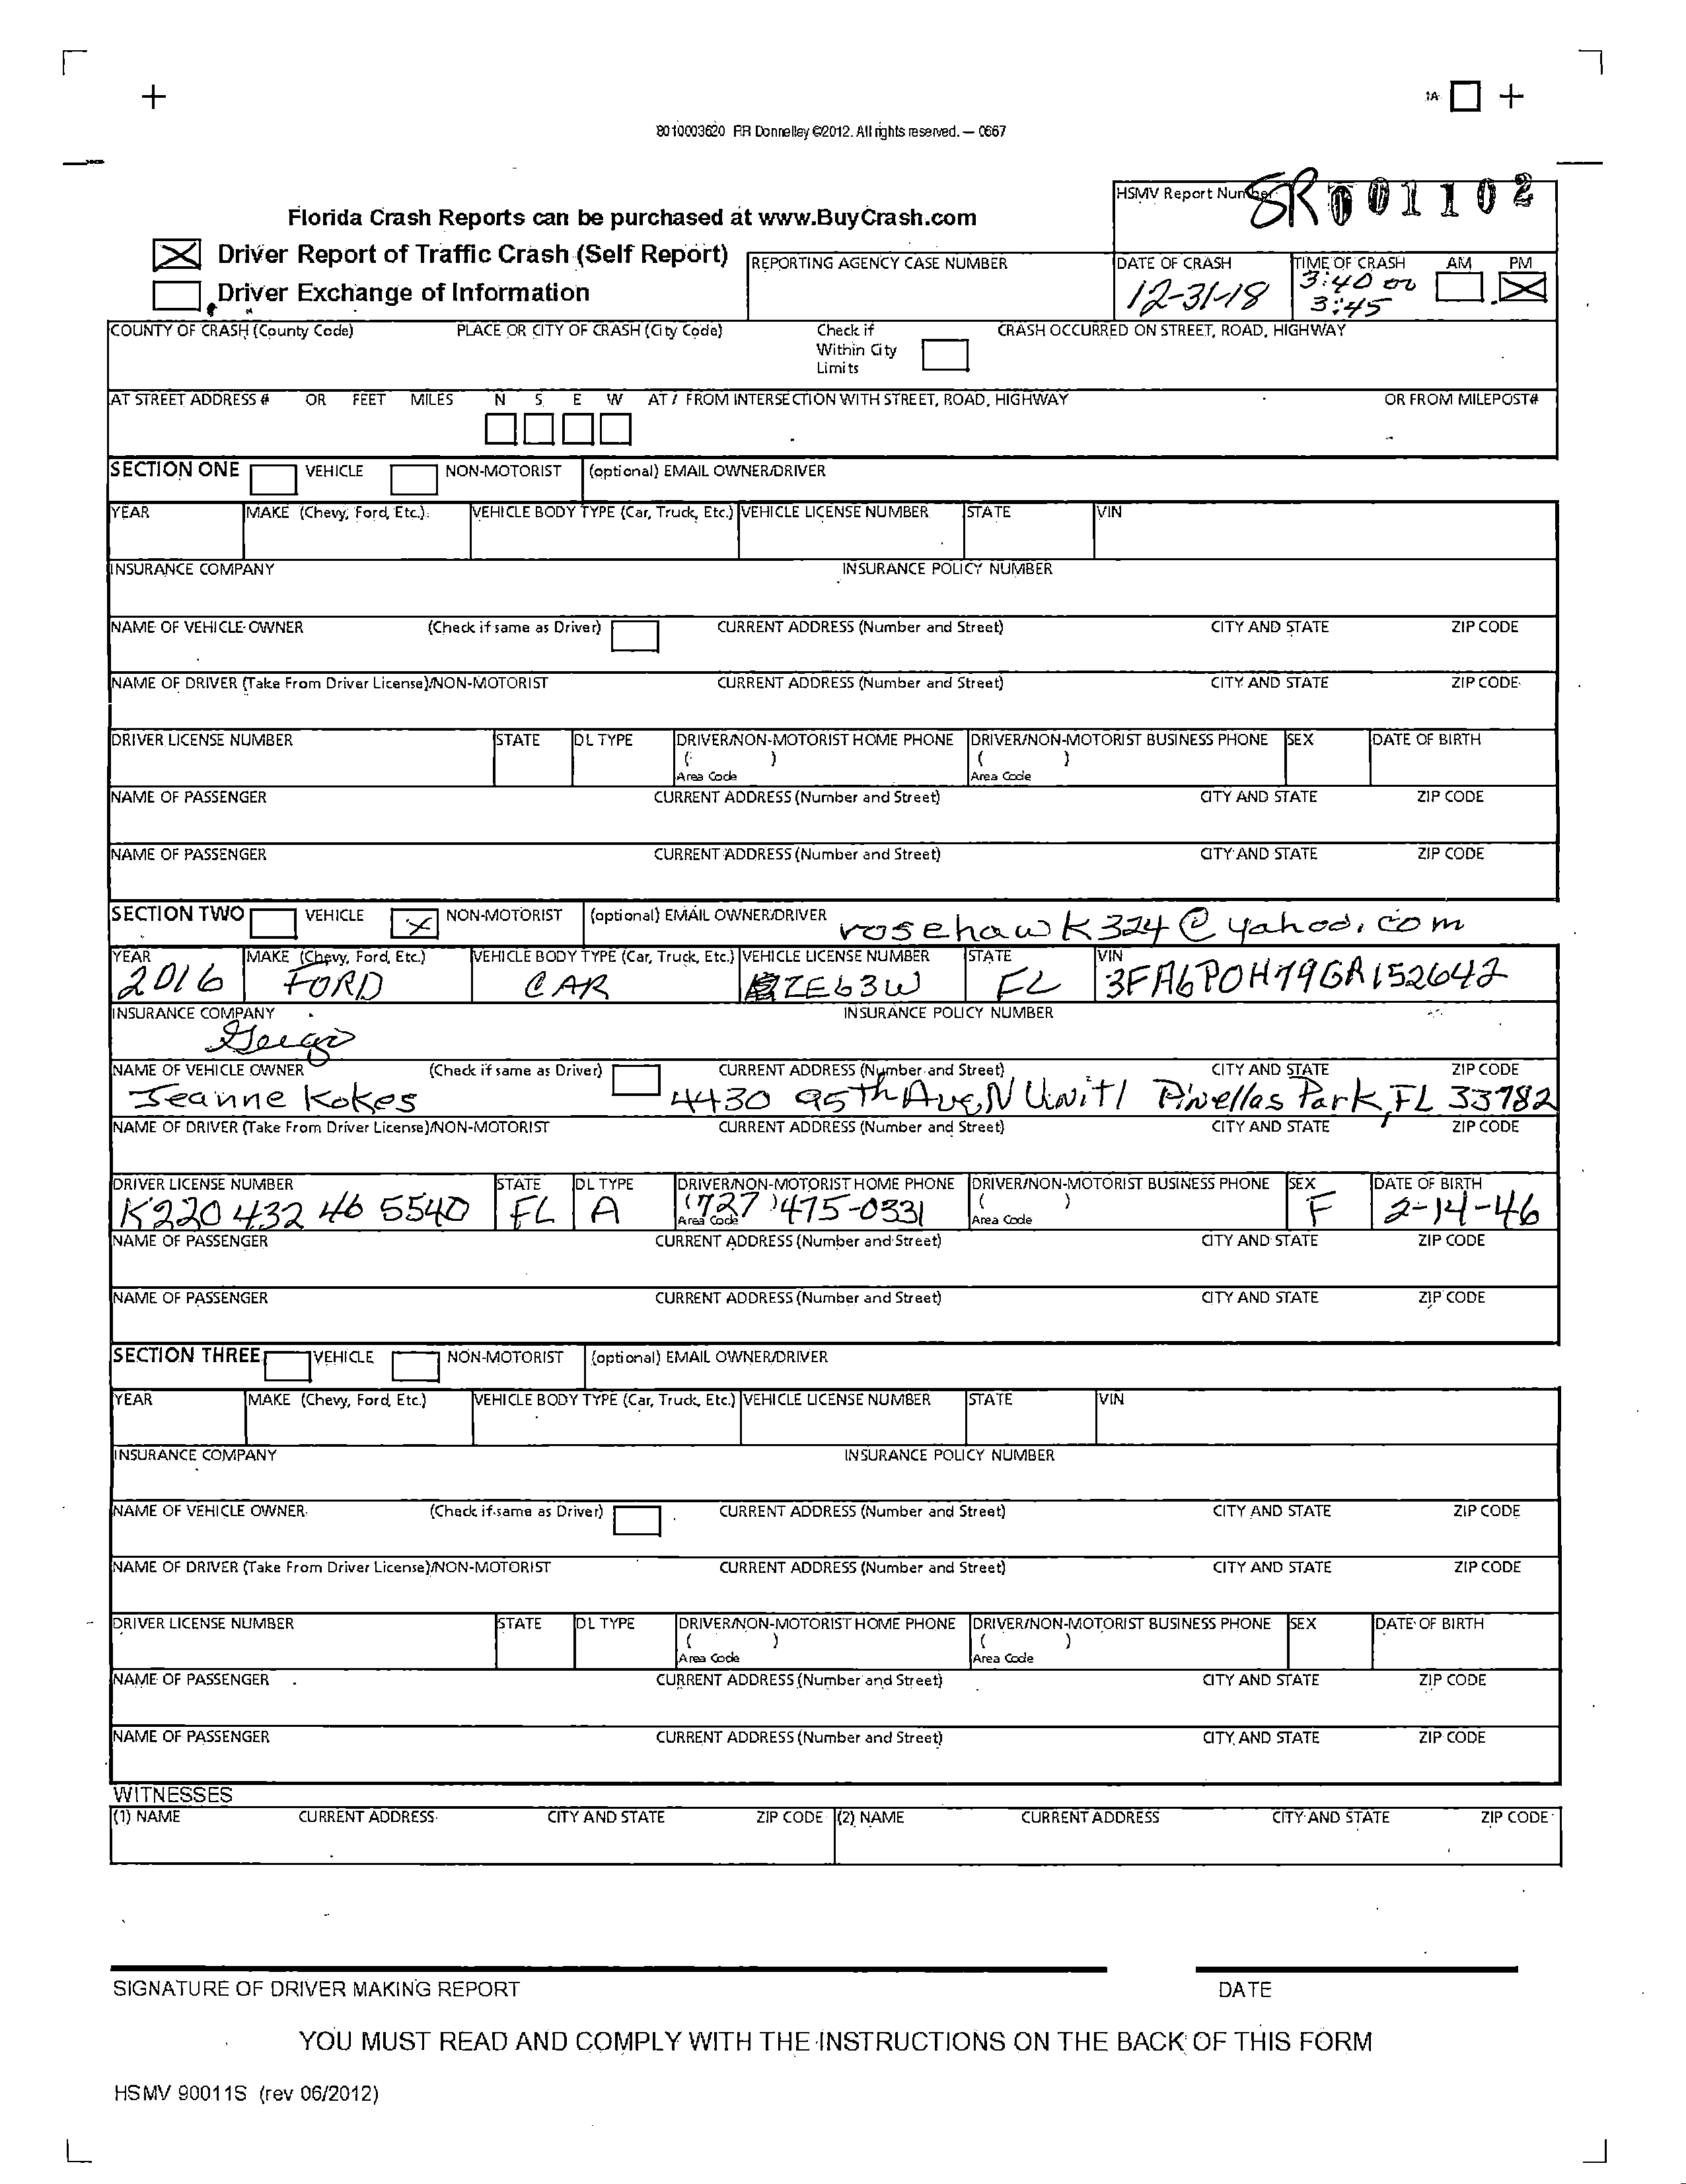 1A
8010003620 RR Donnelley ©2012. All rights reserved. — 0667
HSMV Report Number SR001102
Florida Crash Reports can be purchased at www.BuyCrash.com
Driver Report of Traffic Crash (Self Report)
Driver Exchange of Information
REPORTING AGENCY CASE NUMBER
DATE OF CRASH TIME OF CRASH AM PM
12-31-18 3:40 or
3:45
COUNTY OF CRASH (County Code) PLACE OR CITY OF CRASH (City Code) Check if Within City Limits CRASH OCCURRED ON STREET, ROAD, HIGHWAY
AT STREET ADDRESS # OR FEET MILES N S E W AT / FROM INTERSECTION WITH STREET, ROAD, HIGHWAY OR FROM MILEPOST#
SECTION ONE VEHICLE NON-MOTORIST (optional) EMAIL OWNER/DRIVER
YEAR MAKE (Chevy, Ford, Etc.) VEHICLE BODY TYPE (Car, Truck, Etc.) VEHICLE LICENSE NUMBER STATE VIN
INSURANCE COMPANY INSURANCE POLICY NUMBER
NAME OF VEHICLE OWNER (Check if same as Driver) CURRENT ADDRESS (Number and Street) CITY AND STATE ZIP CODE
NAME OF DRIVER (Take From Driver License)/NON-MOTORIST CURRENT ADDRESS (Number and Street) CITY AND STATE ZIP CODE
DRIVER LICENSE NUMBER STATE DL TYPE DRIVER/NON-MOTORIST HOME PHONE DRIVER/NON-MOTORIST BUSINESS PHONE SEX DATE OF BIRTH
( ) ( )
Area Code Area Code
NAME OF PASSENGER CURRENT ADDRESS (Number and Street) CITY AND STATE ZIP CODE
NAME OF PASSENGER CURRENT ADDRESS (Number and Street) CITY AND STATE ZIP CODE
SECTION TWO VEHICLE X NON-MOTORIST (optional) EMAIL OWNER/DRIVER rosehawk324@yahoo.com
YEAR MAKE (Chevy, Ford, Etc.) VEHICLE BODY TYPE (Car, Truck, Etc.) VEHICLE LICENSE NUMBER STATE VIN
2016 FORD CAR ZE63W FL 3FA6P0H79GR152642
INSURANCE COMPANY INSURANCE POLICY NUMBER
NAME OF VEHICLE OWNER (Check if same as Driver) CURRENT ADDRESS (Number and Street) CITY AND STATE ZIP CODE
Jeanne Kokes 4430 95th Ave, N Unit 1 Pinellas Park, FL 33782
NAME OF DRIVER (Take From Driver License)/NON-MOTORIST CURRENT ADDRESS (Number and Street) CITY AND STATE ZIP CODE
DRIVER LICENSE NUMBER STATE DL TYPE DRIVER/NON-MOTORIST HOME PHONE DRIVER/NON-MOTORIST BUSINESS PHONE SEX DATE OF BIRTH
K220 432 46 5540 FL A (727) 475-0331 ( ) F 2-14-46
Area Code Area Code
NAME OF PASSENGER CURRENT ADDRESS (Number and Street) CITY AND STATE ZIP CODE
NAME OF PASSENGER CURRENT ADDRESS (Number and Street) CITY AND STATE ZIP CODE
SECTION THREE VEHICLE NON-MOTORIST (optional) EMAIL OWNER/DRIVER
YEAR MAKE (Chevy, Ford, Etc.) VEHICLE BODY TYPE (Car, Truck, Etc.) VEHICLE LICENSE NUMBER STATE VIN
INSURANCE COMPANY INSURANCE POLICY NUMBER
NAME OF VEHICLE OWNER (Check if same as Driver) CURRENT ADDRESS (Number and Street) CITY AND STATE ZIP CODE
NAME OF DRIVER (Take From Driver License)/NON-MOTORIST CURRENT ADDRESS (Number and Street) CITY AND STATE ZIP CODE
DRIVER LICENSE NUMBER STATE DL TYPE DRIVER/NON-MOTORIST HOME PHONE DRIVER/NON-MOTORIST BUSINESS PHONE SEX DATE OF BIRTH
( ) ( )
Area Code Area Code
NAME OF PASSENGER CURRENT ADDRESS (Number and Street) CITY AND STATE ZIP CODE
NAME OF PASSENGER CURRENT ADDRESS (Number and Street) CITY AND STATE ZIP CODE
WITNESSES
(1) NAME CURRENT ADDRESS CITY AND STATE ZIP CODE (2) NAME CURRENT ADDRESS CITY AND STATE ZIP CODE
SIGNATURE OF DRIVER MAKING REPORT DATE
YOU MUST READ AND COMPLY WITH THE INSTRUCTIONS ON THE BACK OF THIS FORM
HSMV 90011S (rev 06/2012)